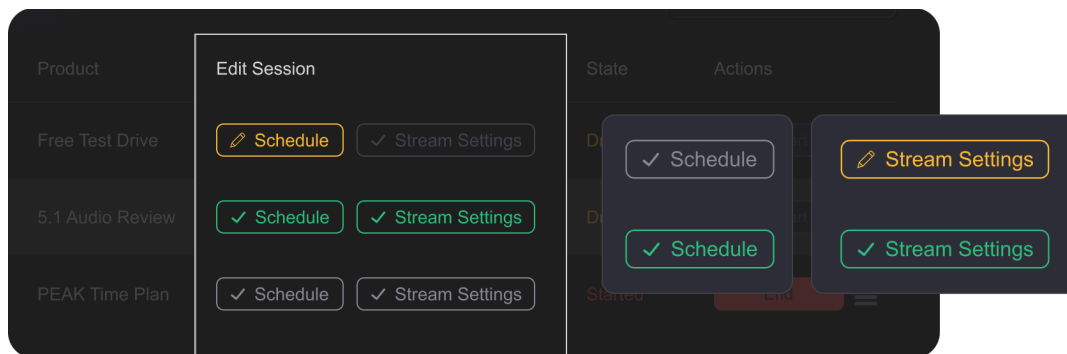 Product Edit Session State Actions
Free Test Drive Schedule Stream Settings
Schedule Stream Settings
5.1 Audio Review Schedule Stream Settings
Schedule Stream Settings
PEAK Time Plan Schedule Stream Settings Started End